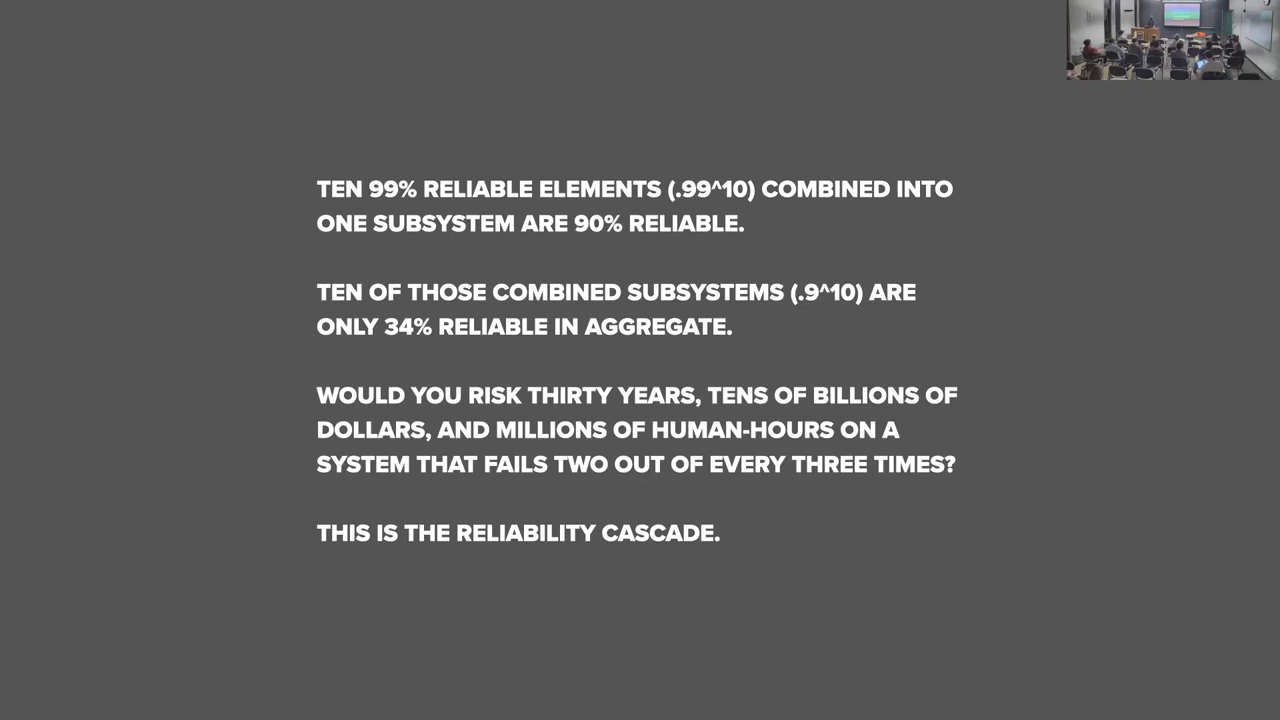 TEN 99% RELIABLE ELEMENTS (.99^10) COMBINED INTO
ONE SUBSYSTEM ARE 90% RELIABLE.
TEN OF THOSE COMBINED SUBSYSTEMS (.9^10) ARE
ONLY 34% RELIABLE IN AGGREGATE.
WOULD YOU RISK THIRTY YEARS, TENS OF BILLIONS OF
DOLLARS, AND MILLIONS OF HUMAN-HOURS ON A
SYSTEM THAT FAILS TWO OUT OF EVERY THREE TIMES?
THIS IS THE RELIABILITY CASCADE.